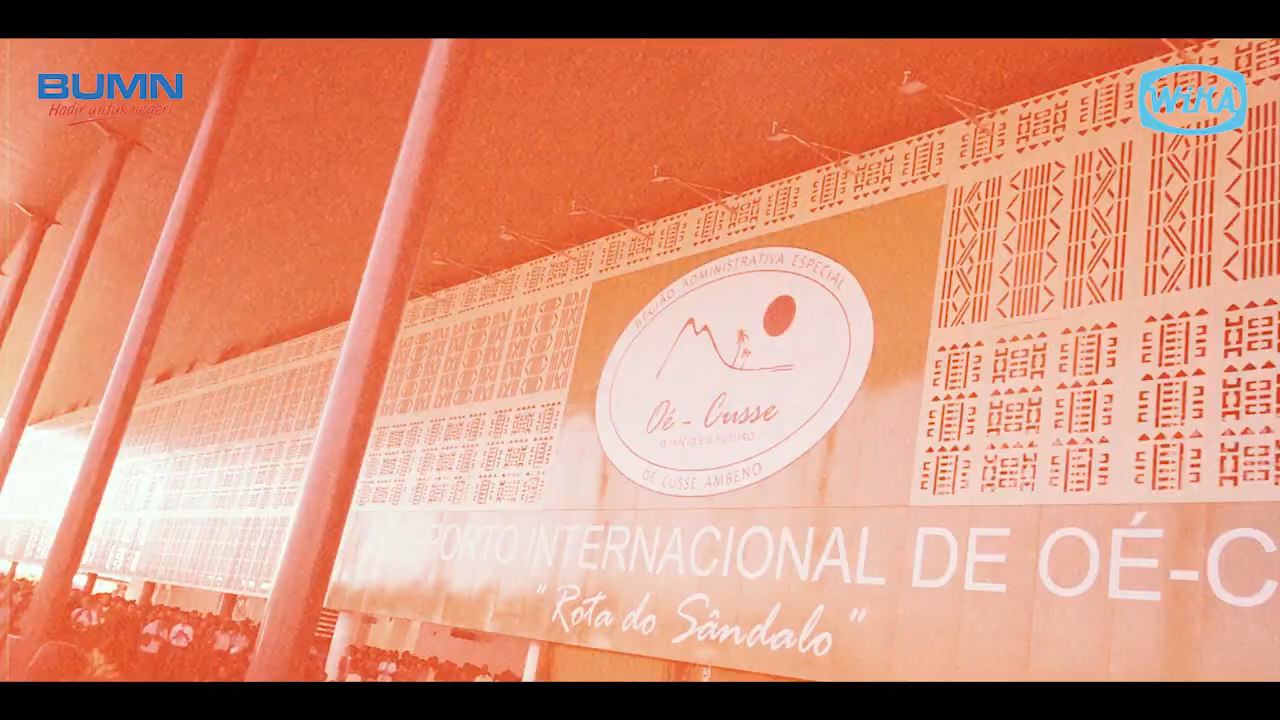 BUMN
Hadir untuk negeri
WIKA
REGIÃO ADMINISTRATIVA ESPECIAL
Oé - Cusse
O INÍCIO E O FUTURO
DE CUSSE AMBENO
PORTO INTERNACIONAL DE OÉ-C
"Rota do Sândalo"